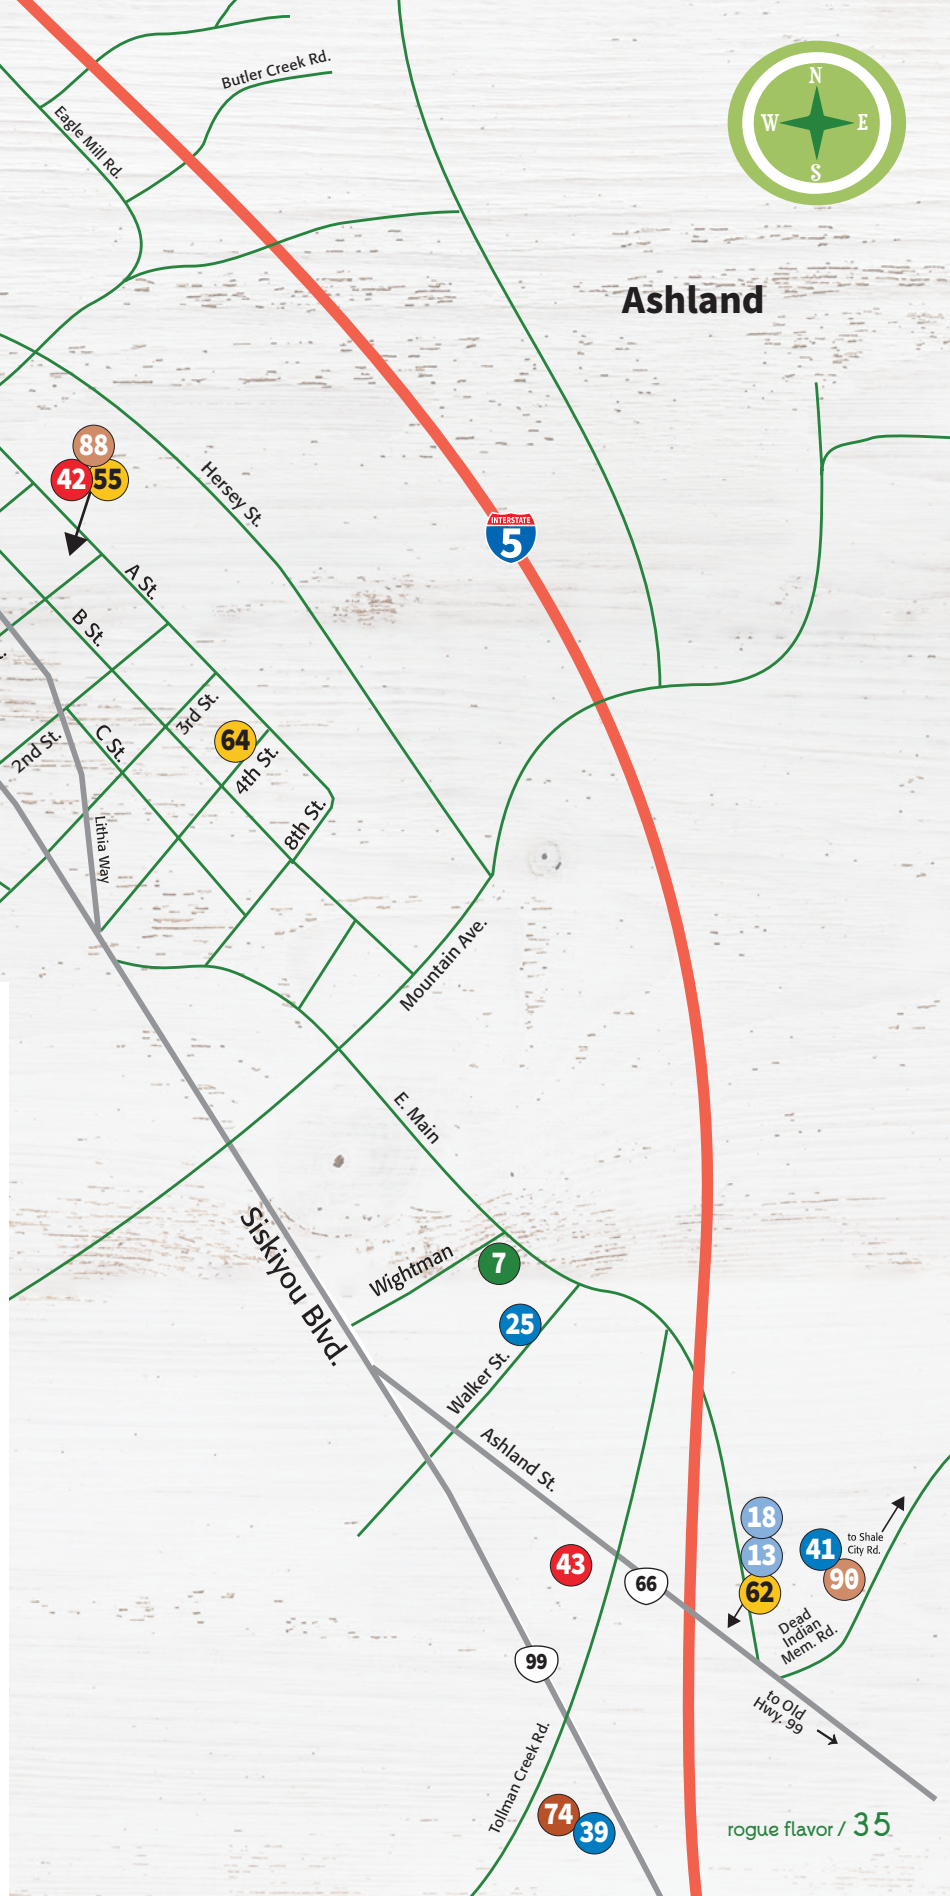 Butler Creek Rd.
N
W
E
S
Eagle Mill Rd.
Ashland
88
42
55
Hersey St.
INTERSTATE
5
A St.
B St.
3rd St.
64
2nd St.
C St.
4th St.
8th St.
Lithia Way
Mountain Ave.
E. Main
Siskiyou Blvd.
Wightman
7
25
Walker St.
Ashland St.
18
13
41
to Shale
City Rd.
43
66
62
90
Dead
Indian
Mem. Rd.
99
to Old
Hwy. 99
Tollman Creek Rd.
74
39
rogue flavor / 35